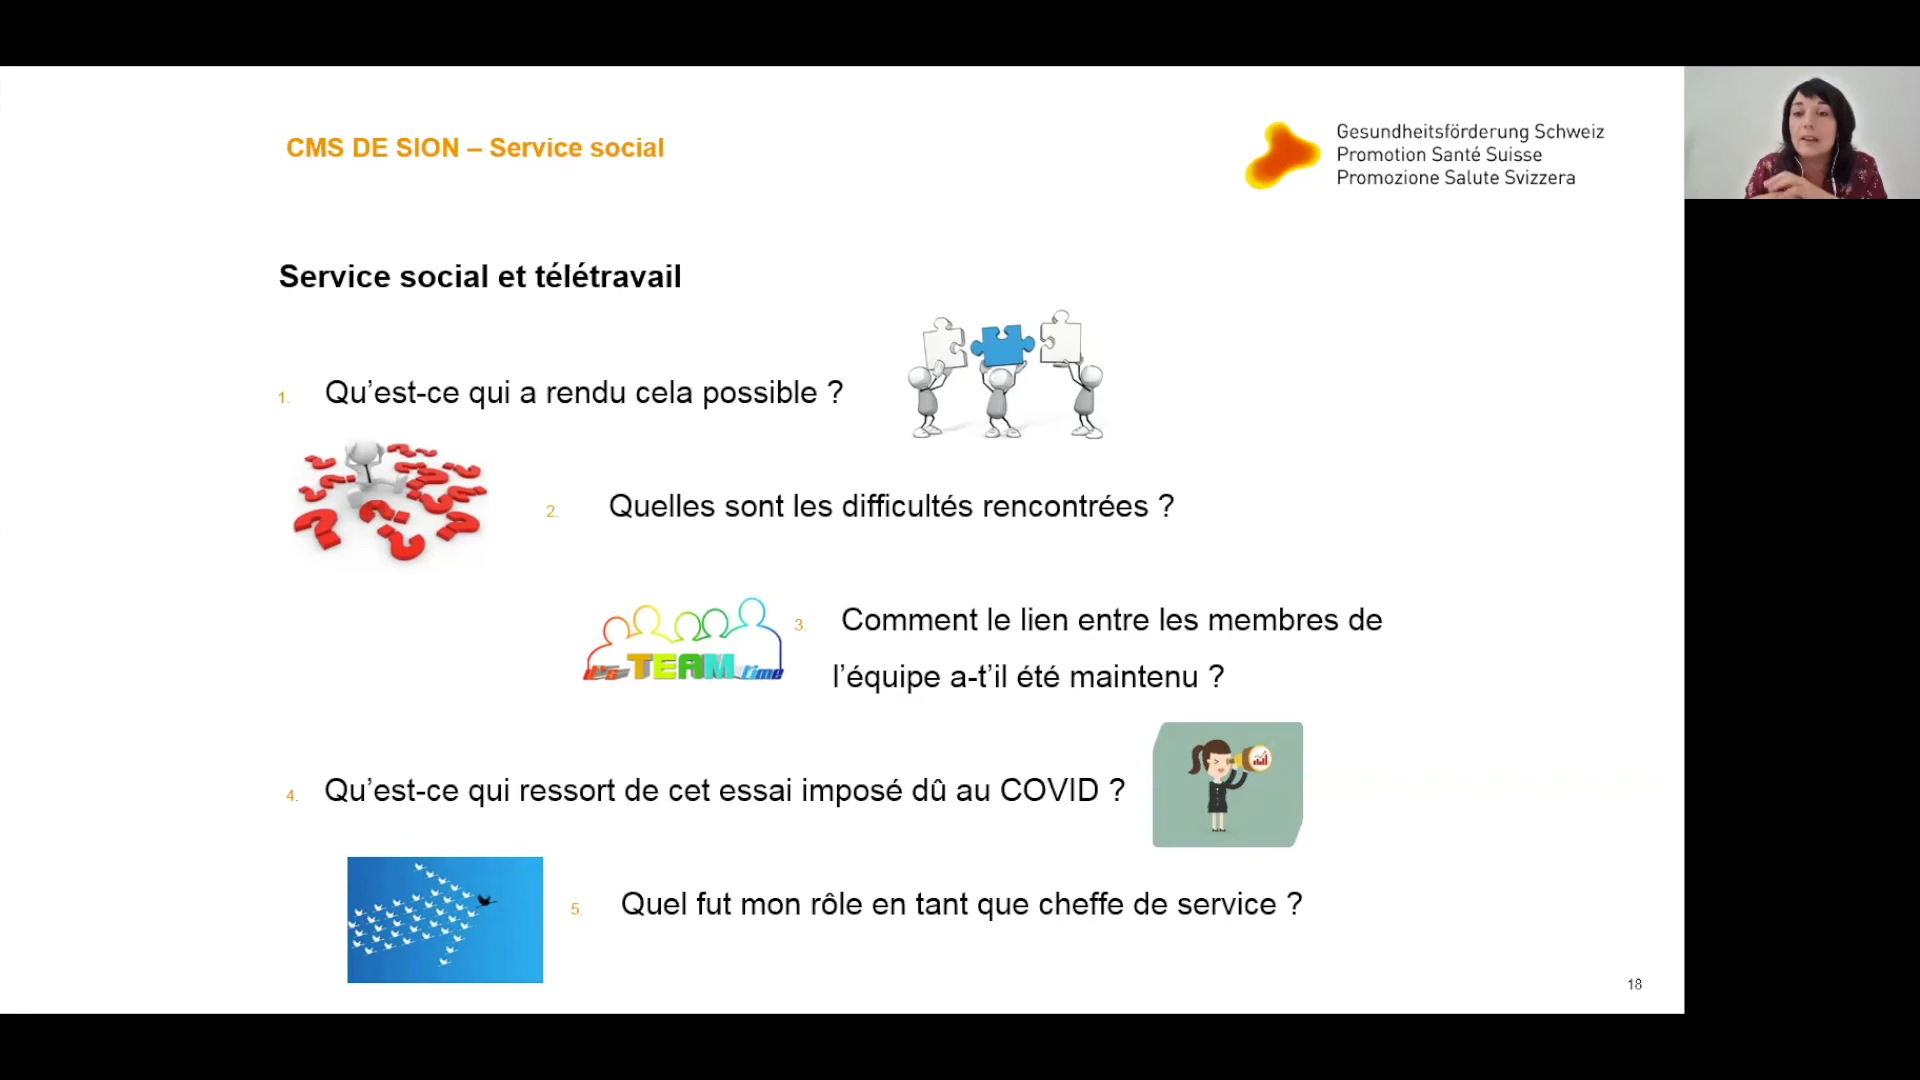 CMS DE SION – Service social
Gesundheitsförderung Schweiz
Promotion Santé Suisse
Promozione Salute Svizzera
Service social et télétravail
1. Qu’est-ce qui a rendu cela possible ?
2. Quelles sont les difficultés rencontrées ?
3. Comment le lien entre les membres de
l’équipe a-t’il été maintenu ?
it's TEAM time
4. Qu’est-ce qui ressort de cet essai imposé dû au COVID ?
5. Quel fut mon rôle en tant que cheffe de service ?
18